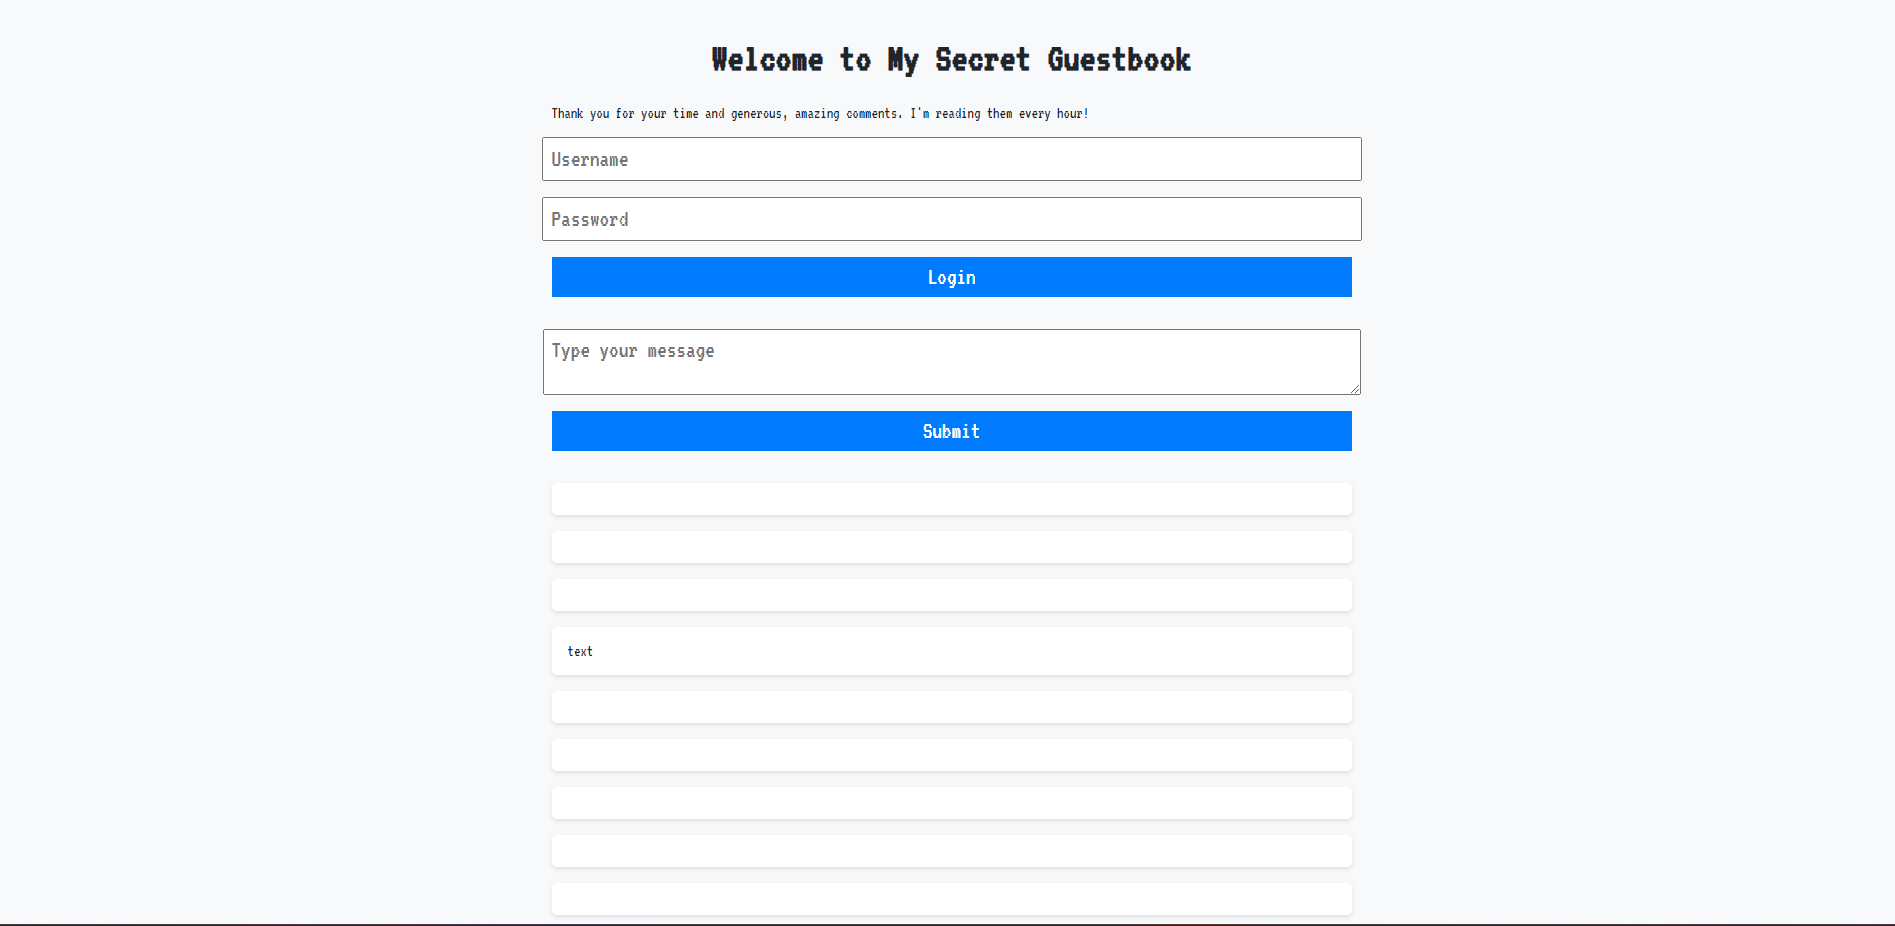 Welcome to My Secret Guestbook
Thank you for your time and generous, amazing comments. I'm reading them every hour!
Username
Password
Login
Type your message
Submit
text